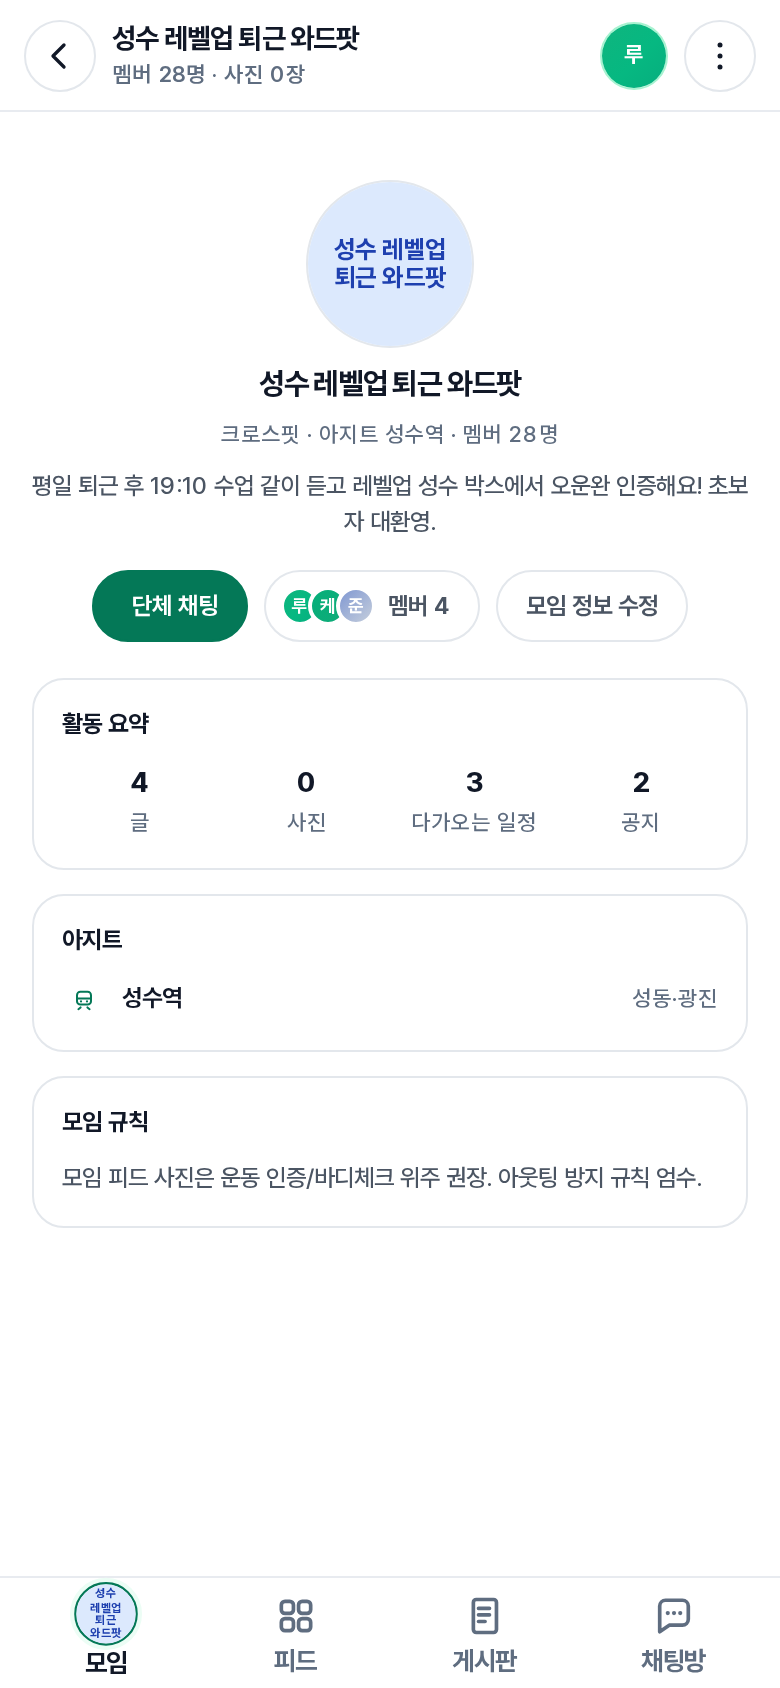 성수 레벨업 퇴근 와드팟
멤버 28명 · 사진 0장
루
성수 레벨업
퇴근 와드팟
성수 레벨업 퇴근 와드팟
크로스핏 · 아지트 성수역 · 멤버 28명
평일 퇴근 후 19:10 수업 같이 듣고 레벨업 성수 박스에서 오운완 인증해요! 초보
자 대환영.
단체 채팅
루 케 준 멤버 4
모임 정보 수정
활동 요약
4 0 3 2
글 사진 다가오는 일정 공지
아지트
성수역 성동·광진
모임 규칙
모임 피드 사진은 운동 인증/바디체크 위주 권장. 아웃팅 방지 규칙 엄수.
성수
레벨업
퇴근
와드팟
모임 피드 게시판 채팅방